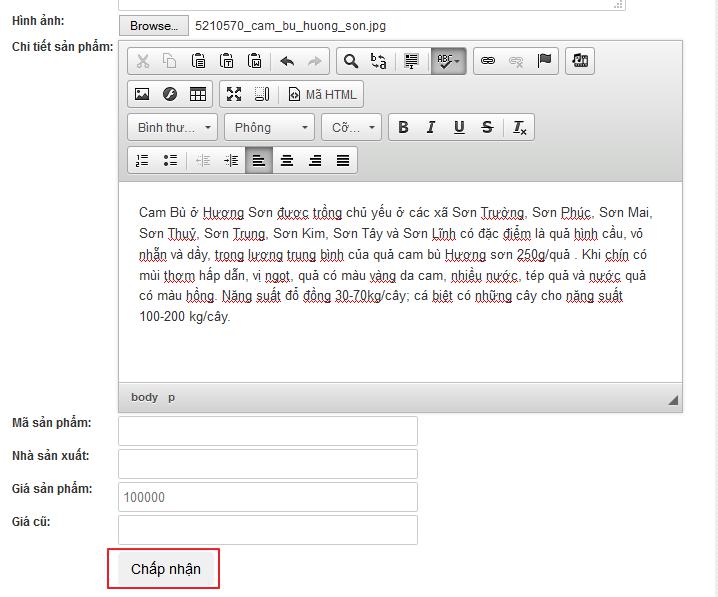 Hình ảnh: Browse... 5210570_cam_bu_huong_son.jpg
Chi tiết sản phẩm:
ABC
Mã HTML
Bình thư... Phông Cỡ... B I U S Tx
Cam Bù ở Hương Sơn được trồng chủ yếu ở các xã Sơn Trường, Sơn Phúc, Sơn Mai,
Sơn Thuỷ, Sơn Trung, Sơn Kim, Sơn Tây và Sơn Lĩnh có đặc điểm là quả hình cầu, vỏ
nhẵn và dầy, trọng lượng trung bình của quả cam bù Hương sơn 250g/quả . Khi chín có
mùi thơm hấp dẫn, vị ngọt, quả có màu vàng da cam, nhiều nước, tép quả và nước quả
có màu hồng. Năng suất đổ đồng 30-70kg/cây; cá biệt có những cây cho năng suất
100-200 kg/cây.
body p
Mã sản phẩm:
Nhà sản xuất:
Giá sản phẩm: 100000
Giá cũ:
Chấp nhận